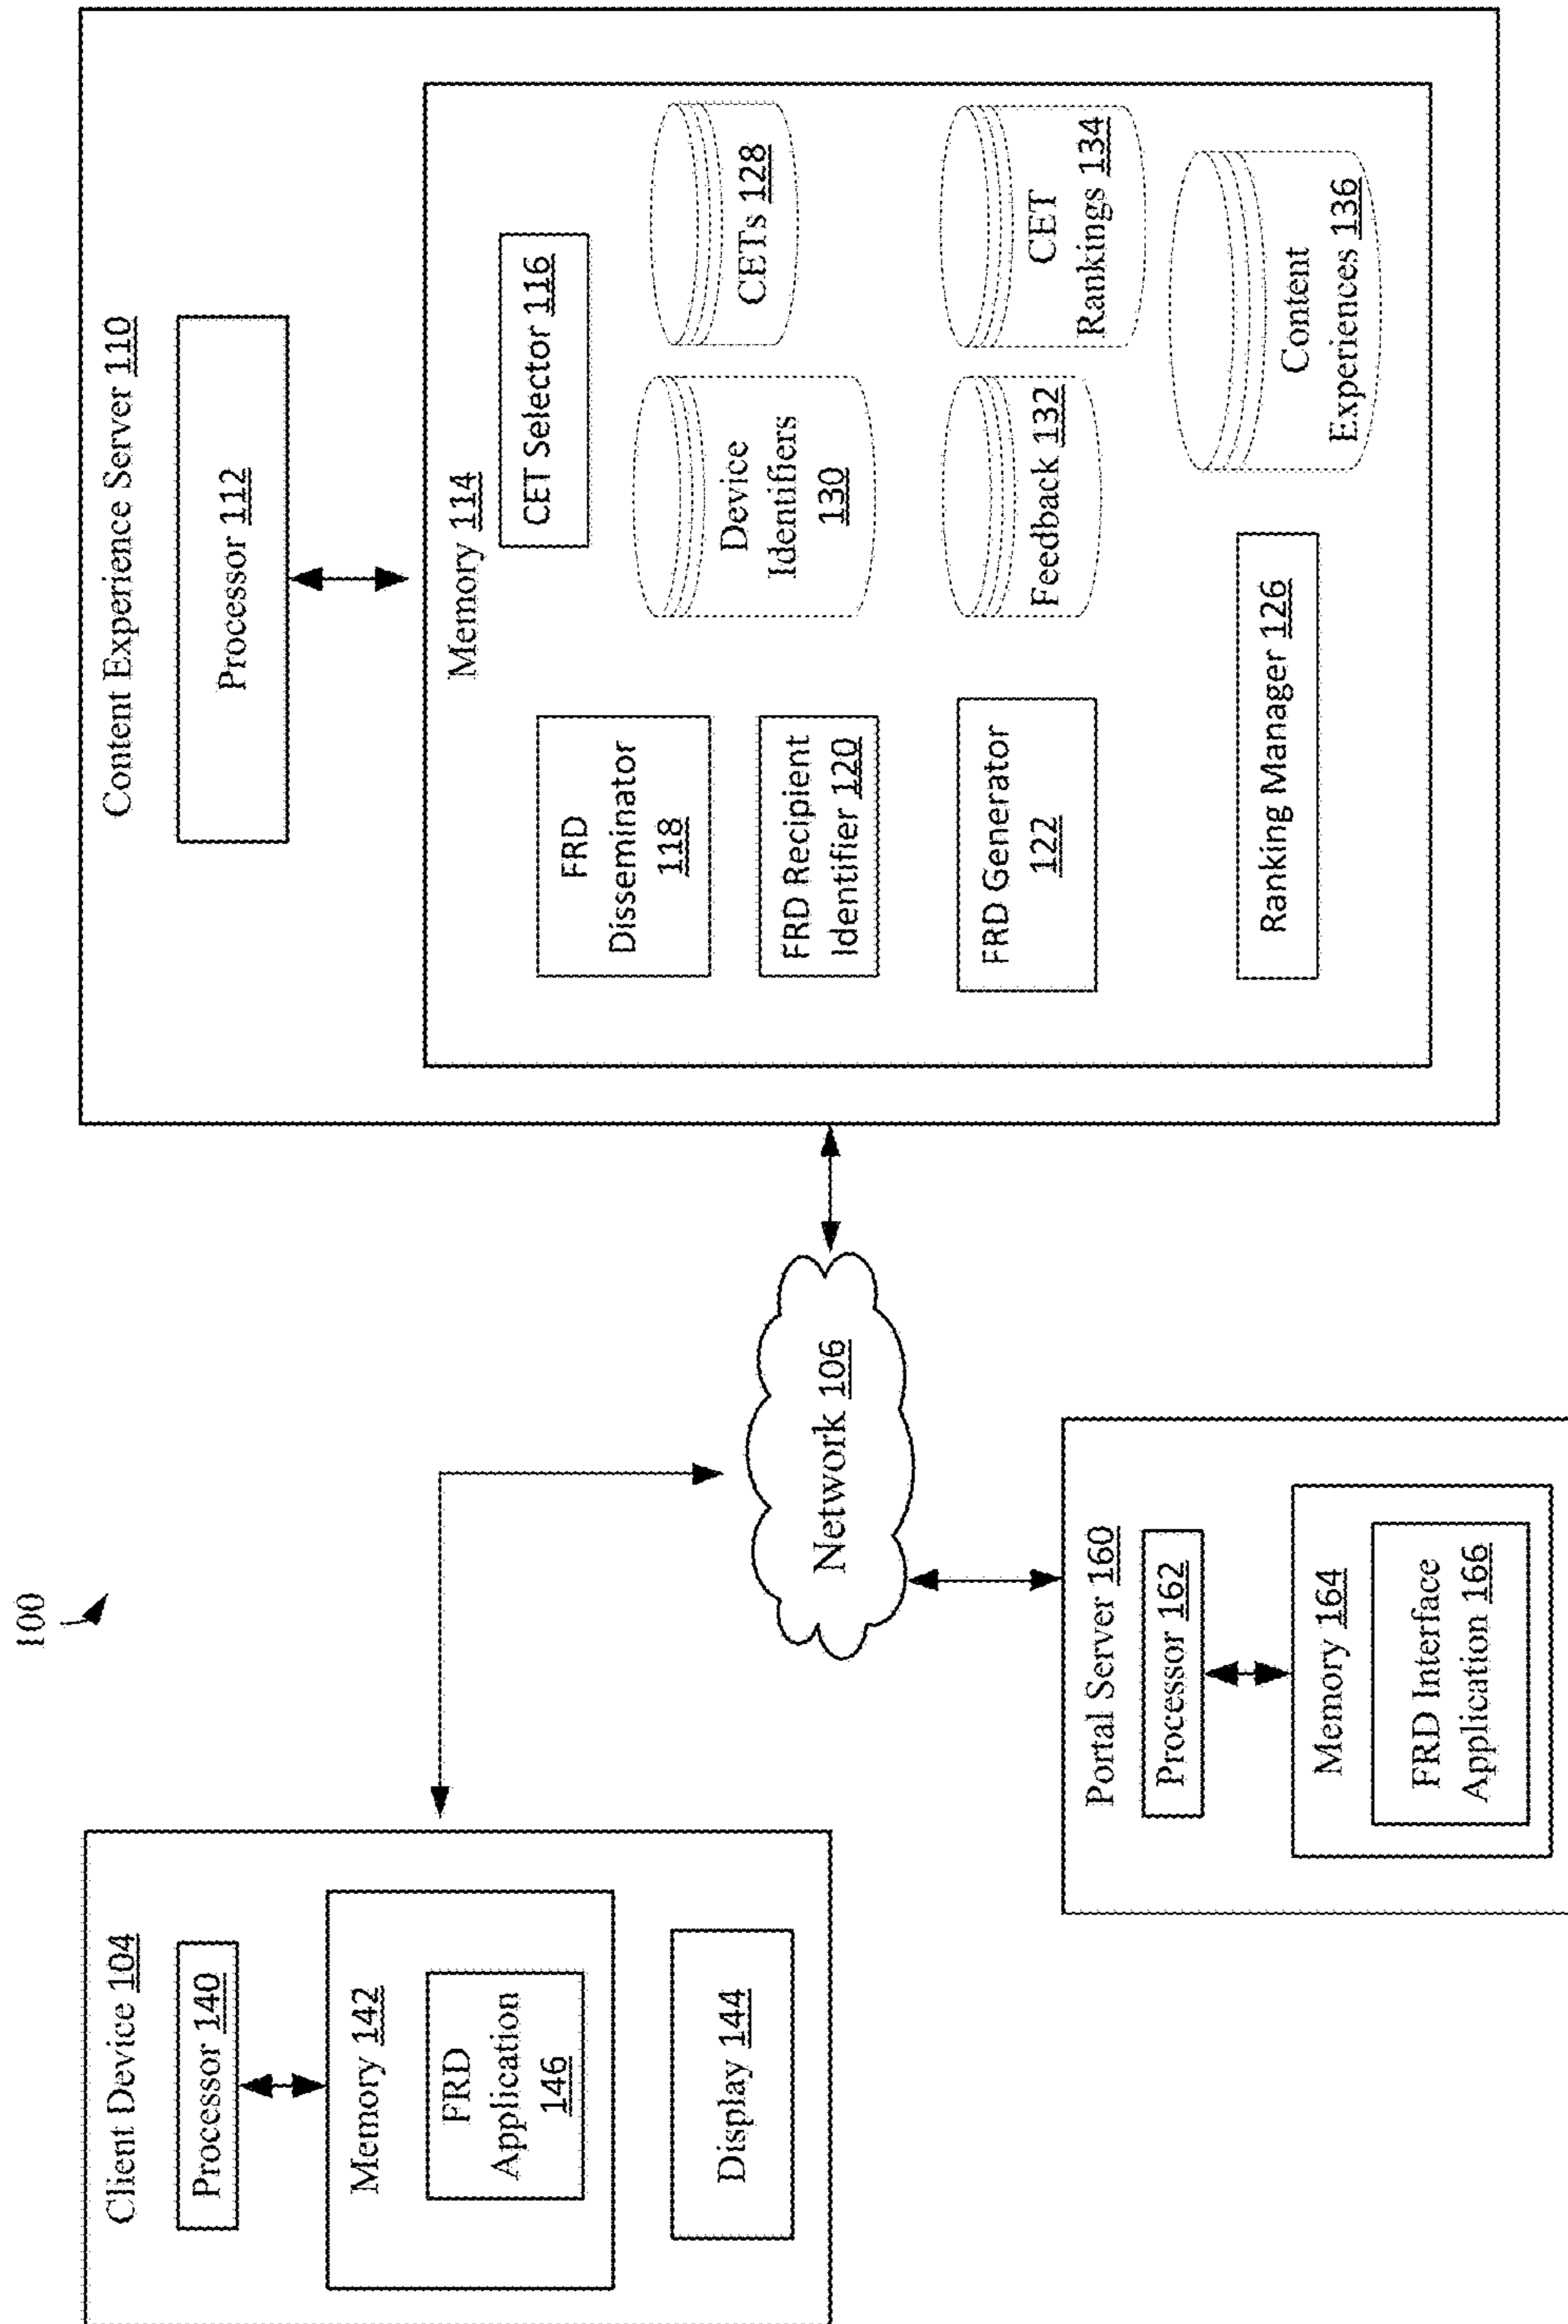 100
Client Device 104
Processor 140
Memory 142
FRD
Application
146
Display 144
Network 106
Portal Server 160
Processor 162
Memory 164
FRD Interface
Application 166
Content Experience Server 110
Processor 112
Memory 114
FRD
Disseminator
118
CET Selector 116
FRD Recipient
Identifier 120
Device
Identifiers
130
CETs 128
FRD Generator
122
Feedback 132
CET
Rankings 134
Ranking Manager 126
Content
Experiences 136